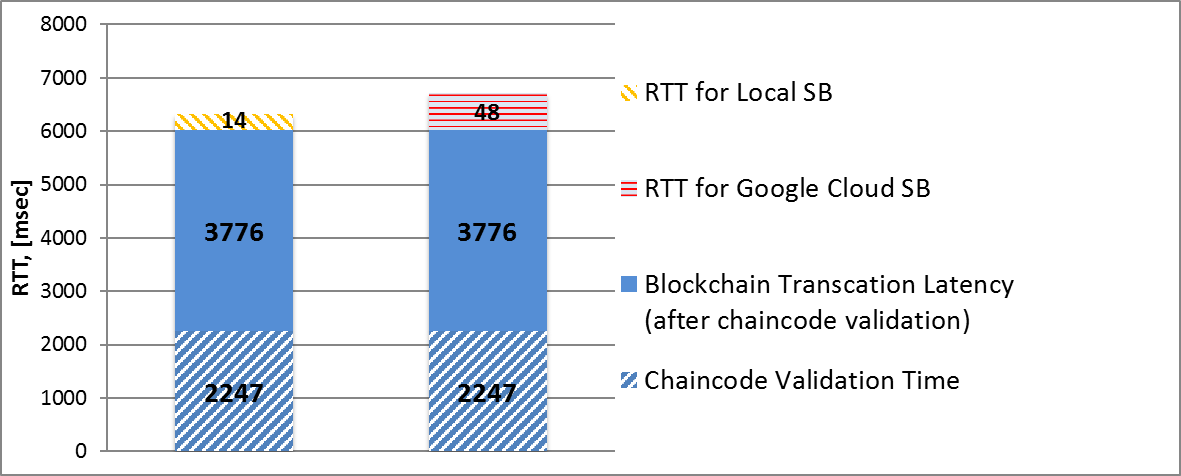 8000
7000
6000
5000
4000
3000
2000
1000
0
RTT, [msec]
14
3776
2247
48
3776
2247
RTT for Local SB
RTT for Google Cloud SB
Blockchain Transcation Latency
(after chaincode validation)
Chaincode Validation Time